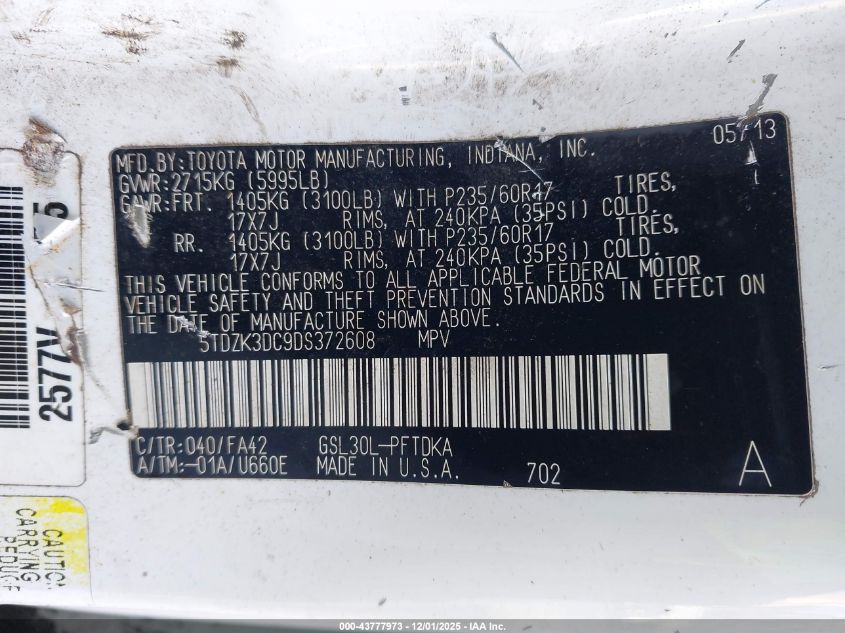 MFD.BY:TOYOTA MOTOR MANUFACTURING, INDIANA, INC. 05/13
GVWR:2715KG (5995LB)
GAWR:FRT. 1405KG (3100LB) WITH P235/60R17 TIRES,
17X7J RIMS, AT 240KPA (35PSI) COLD.
RR. 1405KG (3100LB) WITH P235/60R17 TIRES,
17X7J RIMS, AT 240KPA (35PSI) COLD.
THIS VEHICLE CONFORMS TO ALL APPLICABLE FEDERAL MOTOR
VEHICLE SAFETY AND THEFT PREVENTION STANDARDS IN EFFECT ON
THE DATE OF MANUFACTURE SHOWN ABOVE.
5TDZK3DC9DS372608 MPV
C/TR:040/FA42 GSL30L-PFTDKA
A/TM:-01A/U660E MADE IN U.S.A. 702 A
2577V
CAUTION
CARRYING
REDUCE
000-43777973 - 12/01/2025 - IAA Inc.